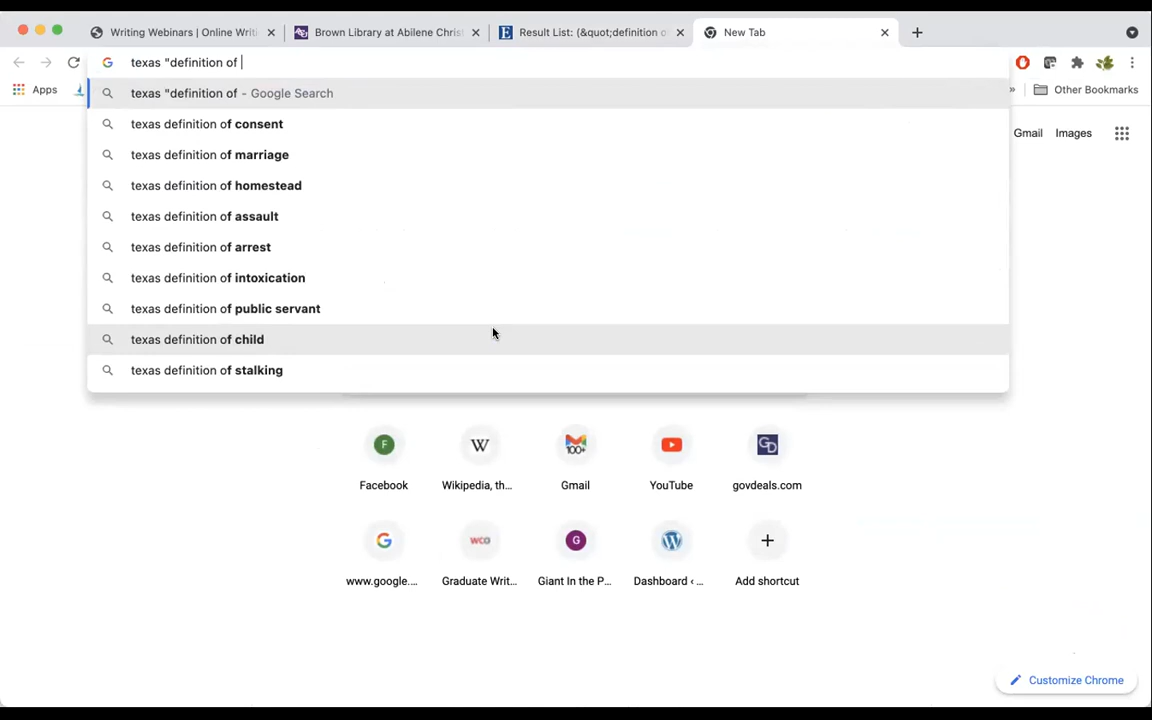 Writing Webinars | Online Writi
Brown Library at Abilene Christ
Result List: (&quot;definition o
New Tab
texas "definition of
texas "definition of - Google Search
texas definition of consent
texas definition of marriage
texas definition of homestead
texas definition of assault
texas definition of arrest
texas definition of intoxication
texas definition of public servant
texas definition of child
texas definition of stalking
Apps
»
Other Bookmarks
Gmail
Images
F
W
100+
GD
Facebook
Wikipedia, th...
Gmail
YouTube
govdeals.com
G
wco
G
www.google....
Graduate Writ...
Giant In the P...
Dashboard ‹ ...
Add shortcut
Customize Chrome